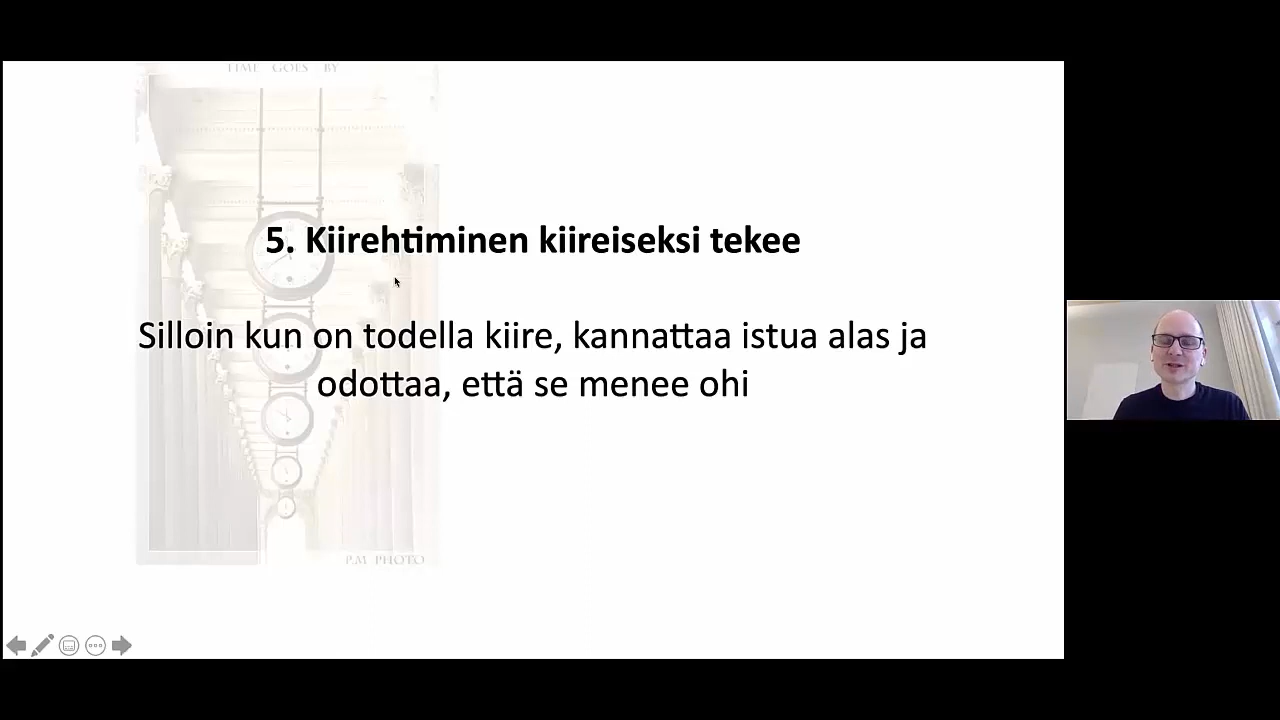 TIME GOES BY
5. Kiirehtiminen kiireiseksi tekee
Silloin kun on todella kiire, kannattaa istua alas ja
odottaa, että se menee ohi
P.M PHOTO